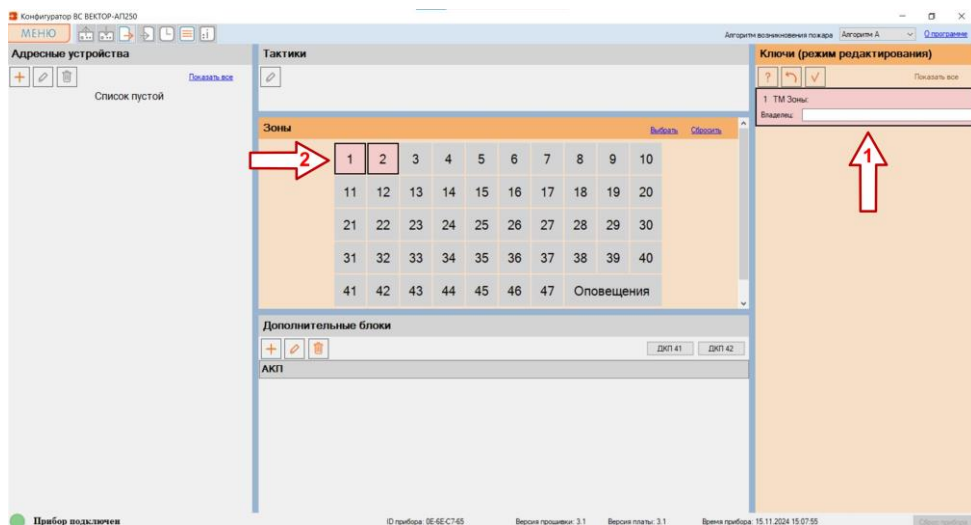 Конфигуратор ВС ВЕКТОР-АП250
МЕНЮ
Алгоритм возникновения пожара Алгоритм А О программе
Адресные устройства
Показать все
Список пустой
Тактики
Зоны Выбрать Сбросить
2
1 2 3 4 5 6 7 8 9 10
11 12 13 14 15 16 17 18 19 20
21 22 23 24 25 26 27 28 29 30
31 32 33 34 35 36 37 38 39 40
41 42 43 44 45 46 47 Оповещения
Дополнительные блоки
ДКП 41 ДКП 42
АКП
Ключи (режим редактирования)
? Показать все
1 ТМ Зоны:
Владелец:
1
Прибор подключен ID прибора: 0E-6E-C7-65 Версия прошивки: 3.1 Версия платы: 3.1 Время прибора: 15.11.2024 15:07:55